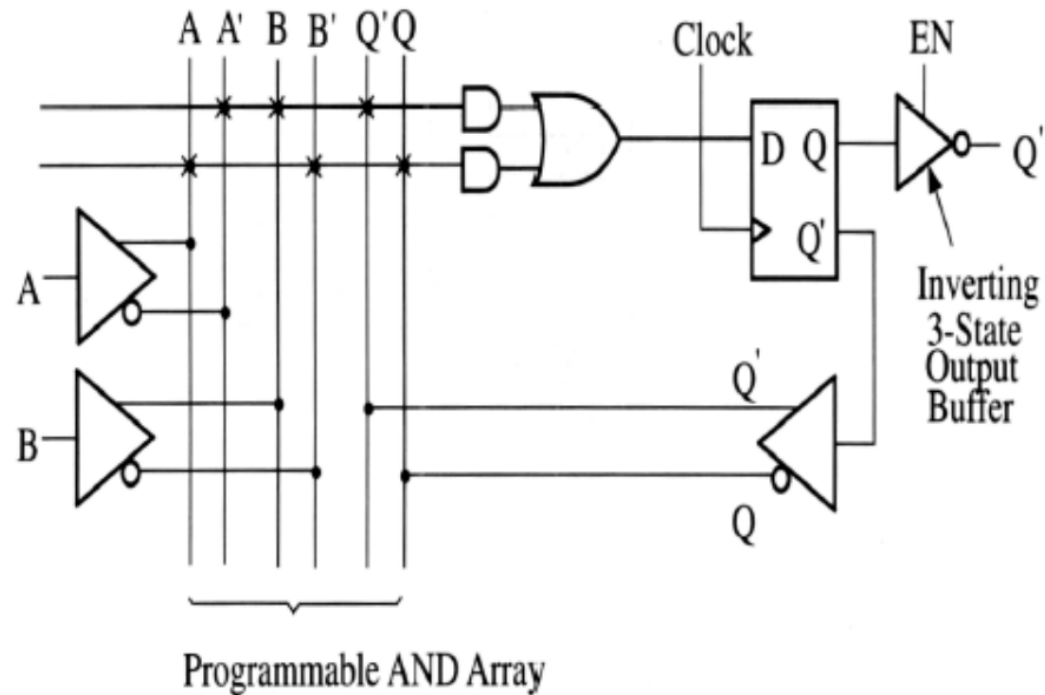 A A' B B' Q' Q
Clock
EN
D Q
Q'
Q'
A
Inverting
3-State
Output
Buffer
B
Q'
Q
Programmable AND Array